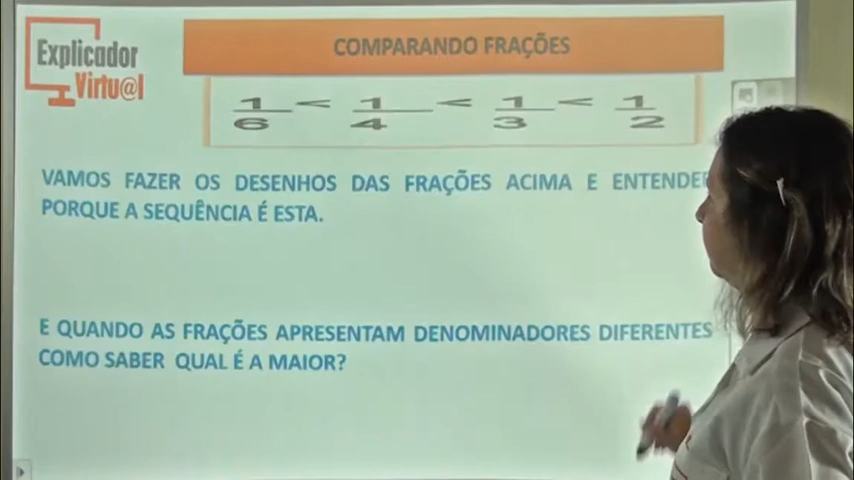 Explicador
Virtu@l
COMPARANDO FRAÇÕES
1/6 < 1/4 < 1/3 < 1/2
VAMOS FAZER OS DESENHOS DAS FRAÇÕES ACIMA E ENTENDER
PORQUE A SEQUÊNCIA É ESTA.
E QUANDO AS FRAÇÕES APRESENTAM DENOMINADORES DIFERENTES
COMO SABER QUAL É A MAIOR?